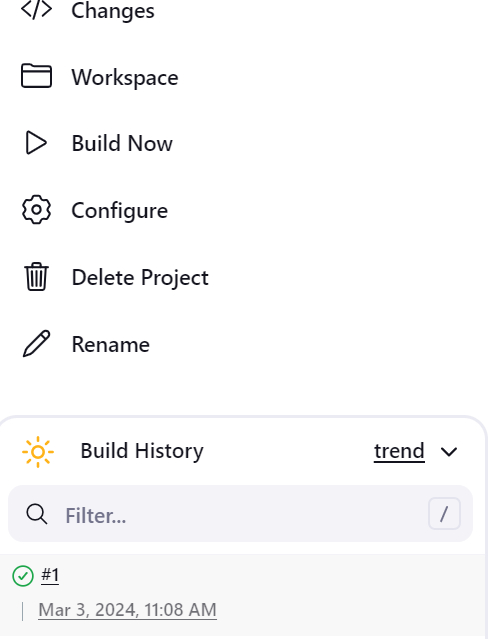 Changes
Workspace
Build Now
Configure
Delete Project
Rename
Build History trend
Filter... /
#1
Mar 3, 2024, 11:08 AM